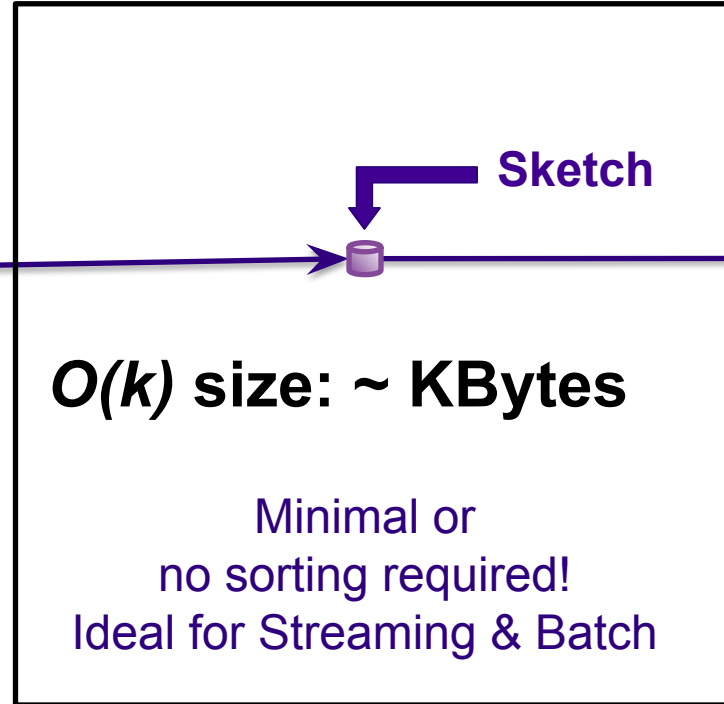 Sketch
O(k) size: ~ KBytes
Minimal or
no sorting required!
Ideal for Streaming & Batch